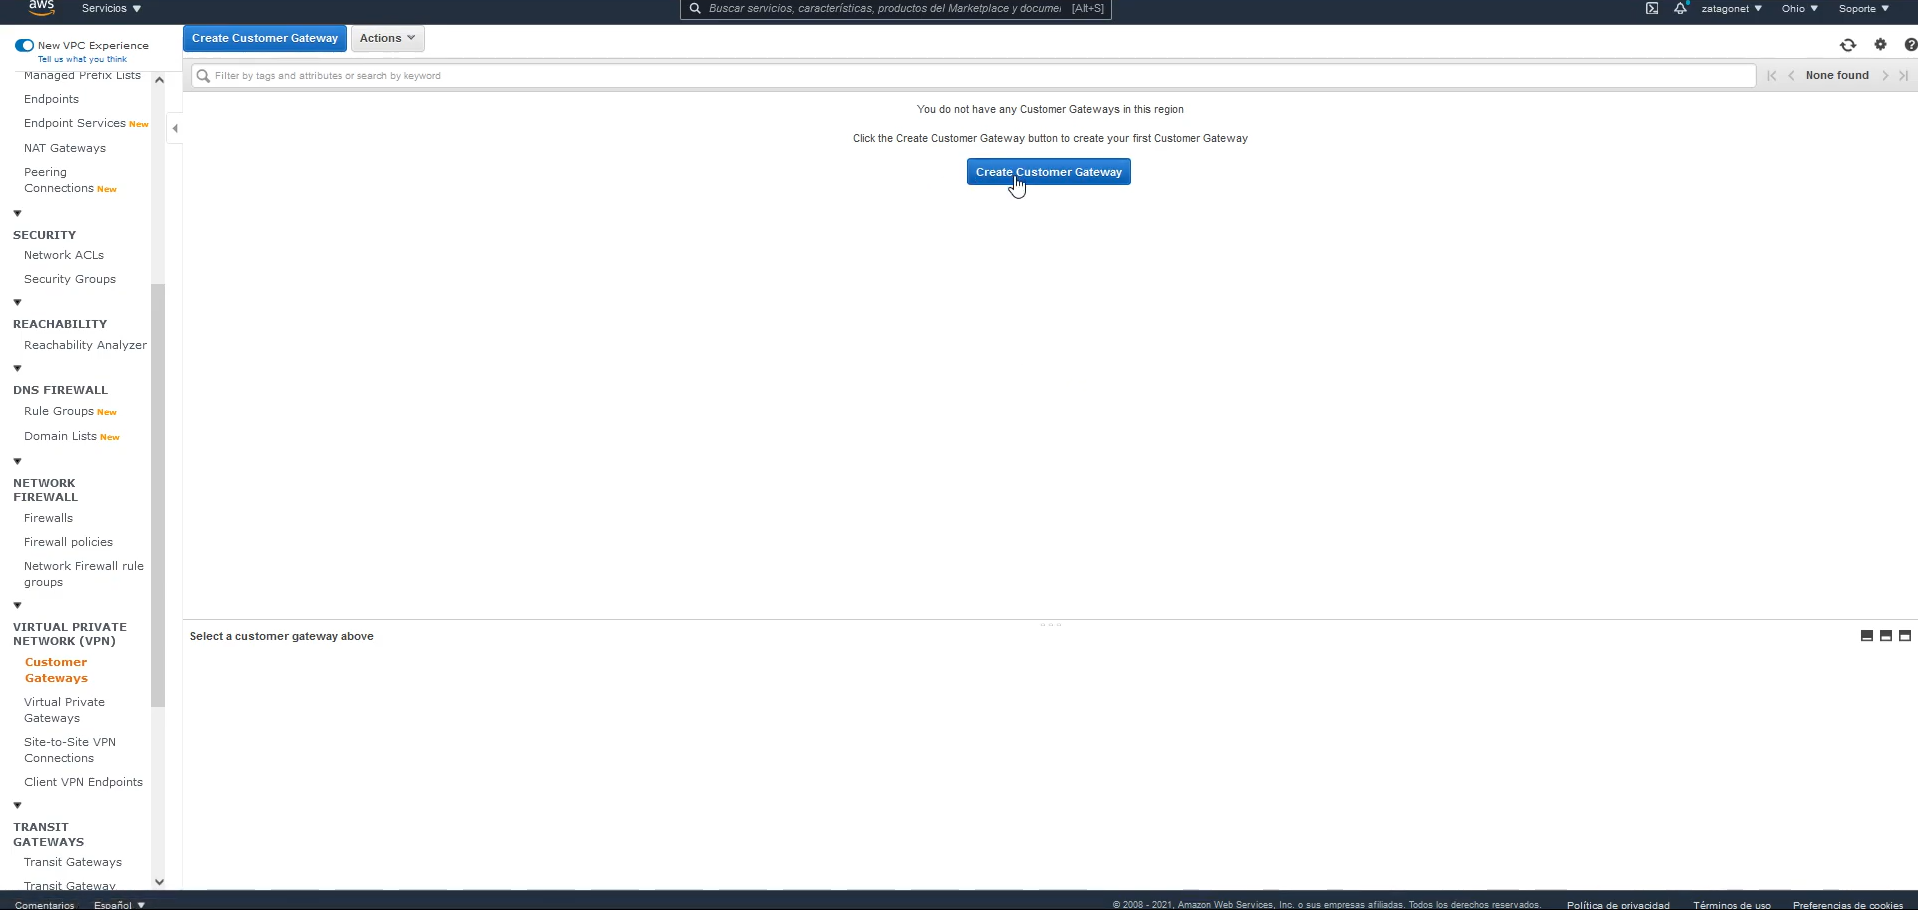 aws
Servicios
Buscar servicios, características, productos del Marketplace y documen [Alt+S]
zatagonet
Ohio
Soporte
New VPC Experience
Tell us what you think
Create Customer Gateway
Actions
Filter by tags and attributes or search by keyword
None found
You do not have any Customer Gateways in this region
Click the Create Customer Gateway button to create your first Customer Gateway
Create Customer Gateway
Managed Prefix Lists
Endpoints
Endpoint Services New
NAT Gateways
Peering
Connections New
SECURITY
Network ACLs
Security Groups
REACHABILITY
Reachability Analyzer
DNS FIREWALL
Rule Groups New
Domain Lists New
NETWORK
FIREWALL
Firewalls
Firewall policies
Network Firewall rule
groups
VIRTUAL PRIVATE
NETWORK (VPN)
Customer
Gateways
Virtual Private
Gateways
Site-to-Site VPN
Connections
Client VPN Endpoints
TRANSIT
GATEWAYS
Transit Gateways
Transit Gateway
Select a customer gateway above
Comentarios
Español
© 2008 - 2021, Amazon Web Services, Inc. o sus empresas afiliadas. Todos los derechos reservados.
Política de privacidad
Términos de uso
Preferencias de cookies